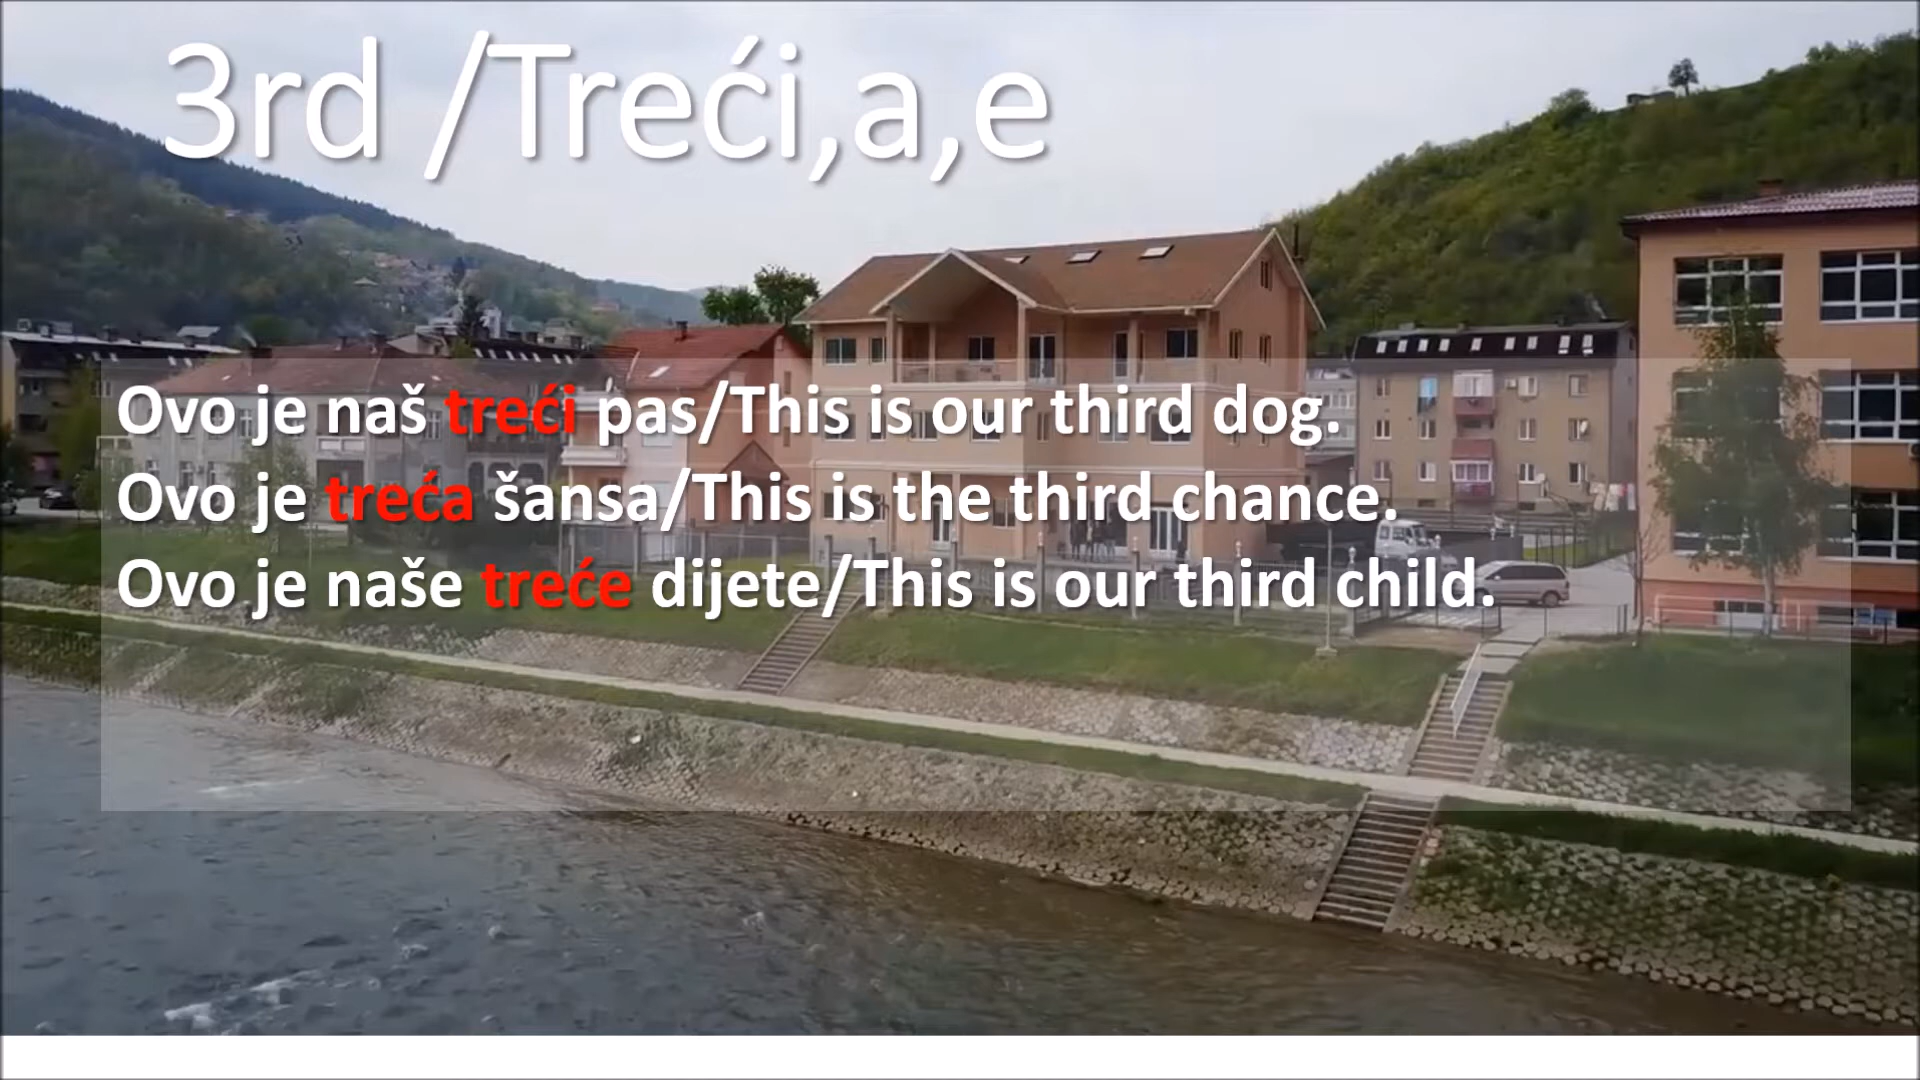 3rd /Treći,a,e
Ovo je naš treći pas/This is our third dog.
Ovo je treća šansa/This is the third chance.
Ovo je naše treće dijete/This is our third child.